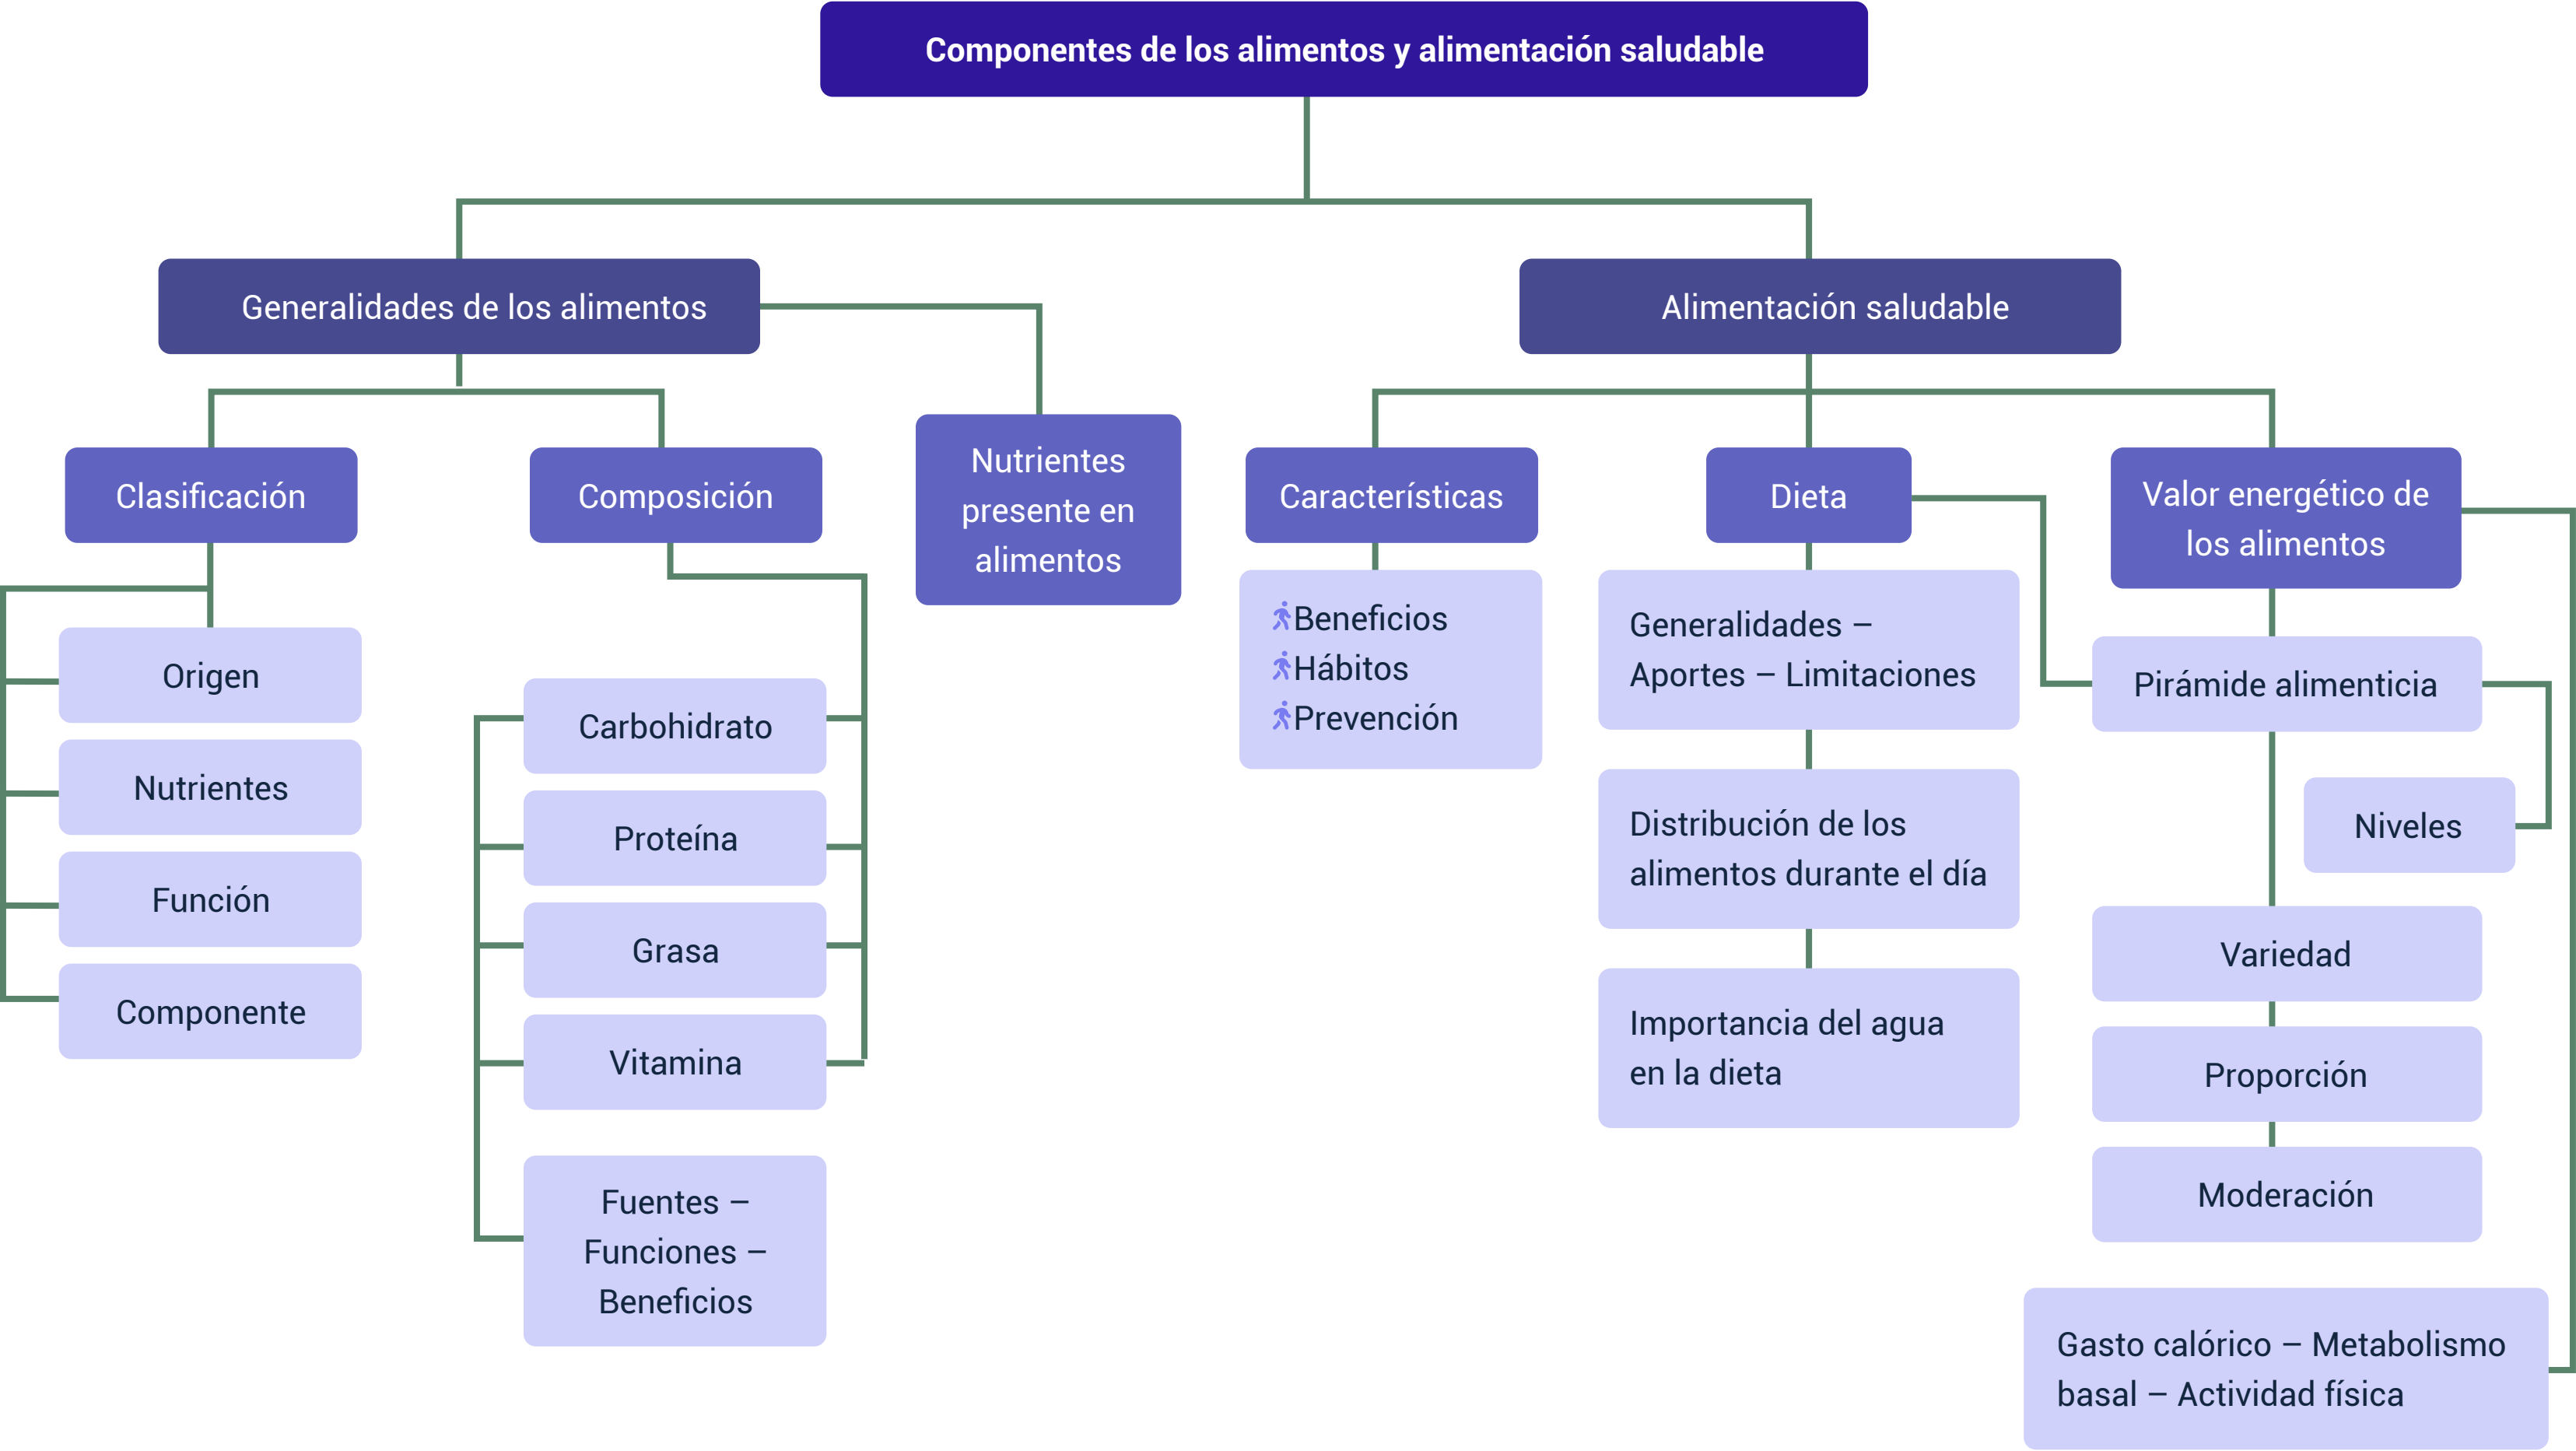 Componentes de los alimentos y alimentación saludable
Generalidades de los alimentos
Alimentación saludable
Clasificación
Composición
Nutrientes
presente en
alimentos
Características
Dieta
Valor energético de
los alimentos
Origen
Nutrientes
Función
Componente
Carbohidrato
Proteína
Grasa
Vitamina
Fuentes –
Funciones –
Beneficios
Beneficios
Hábitos
Prevención
Generalidades –
Aportes – Limitaciones
Distribución de los
alimentos durante el día
Importancia del agua
en la dieta
Pirámide alimenticia
Niveles
Variedad
Proporción
Moderación
Gasto calórico – Metabolismo
basal – Actividad física